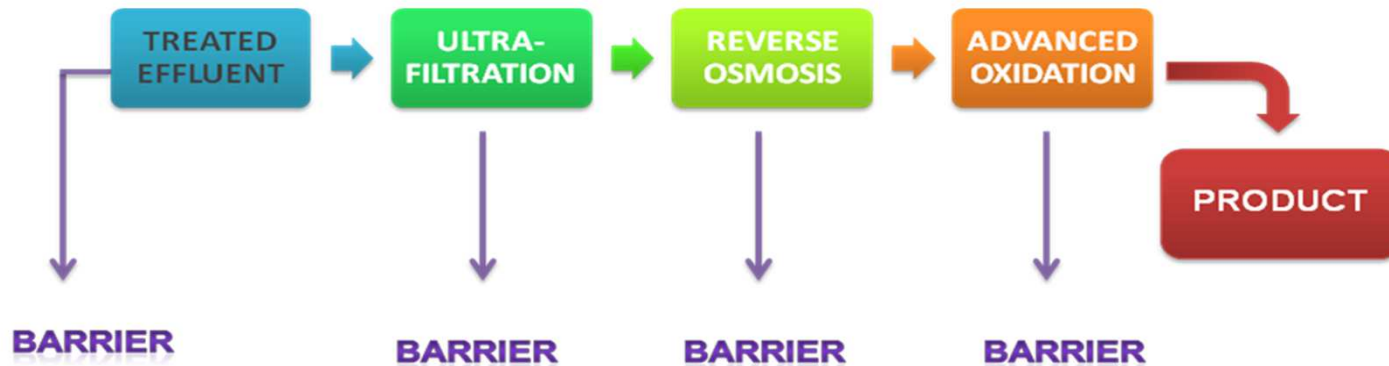 TREATED
EFFLUENT
ULTRA-
FILTRATION
REVERSE
OSMOSIS
ADVANCED
OXIDATION
PRODUCT
BARRIER
BARRIER
BARRIER
BARRIER